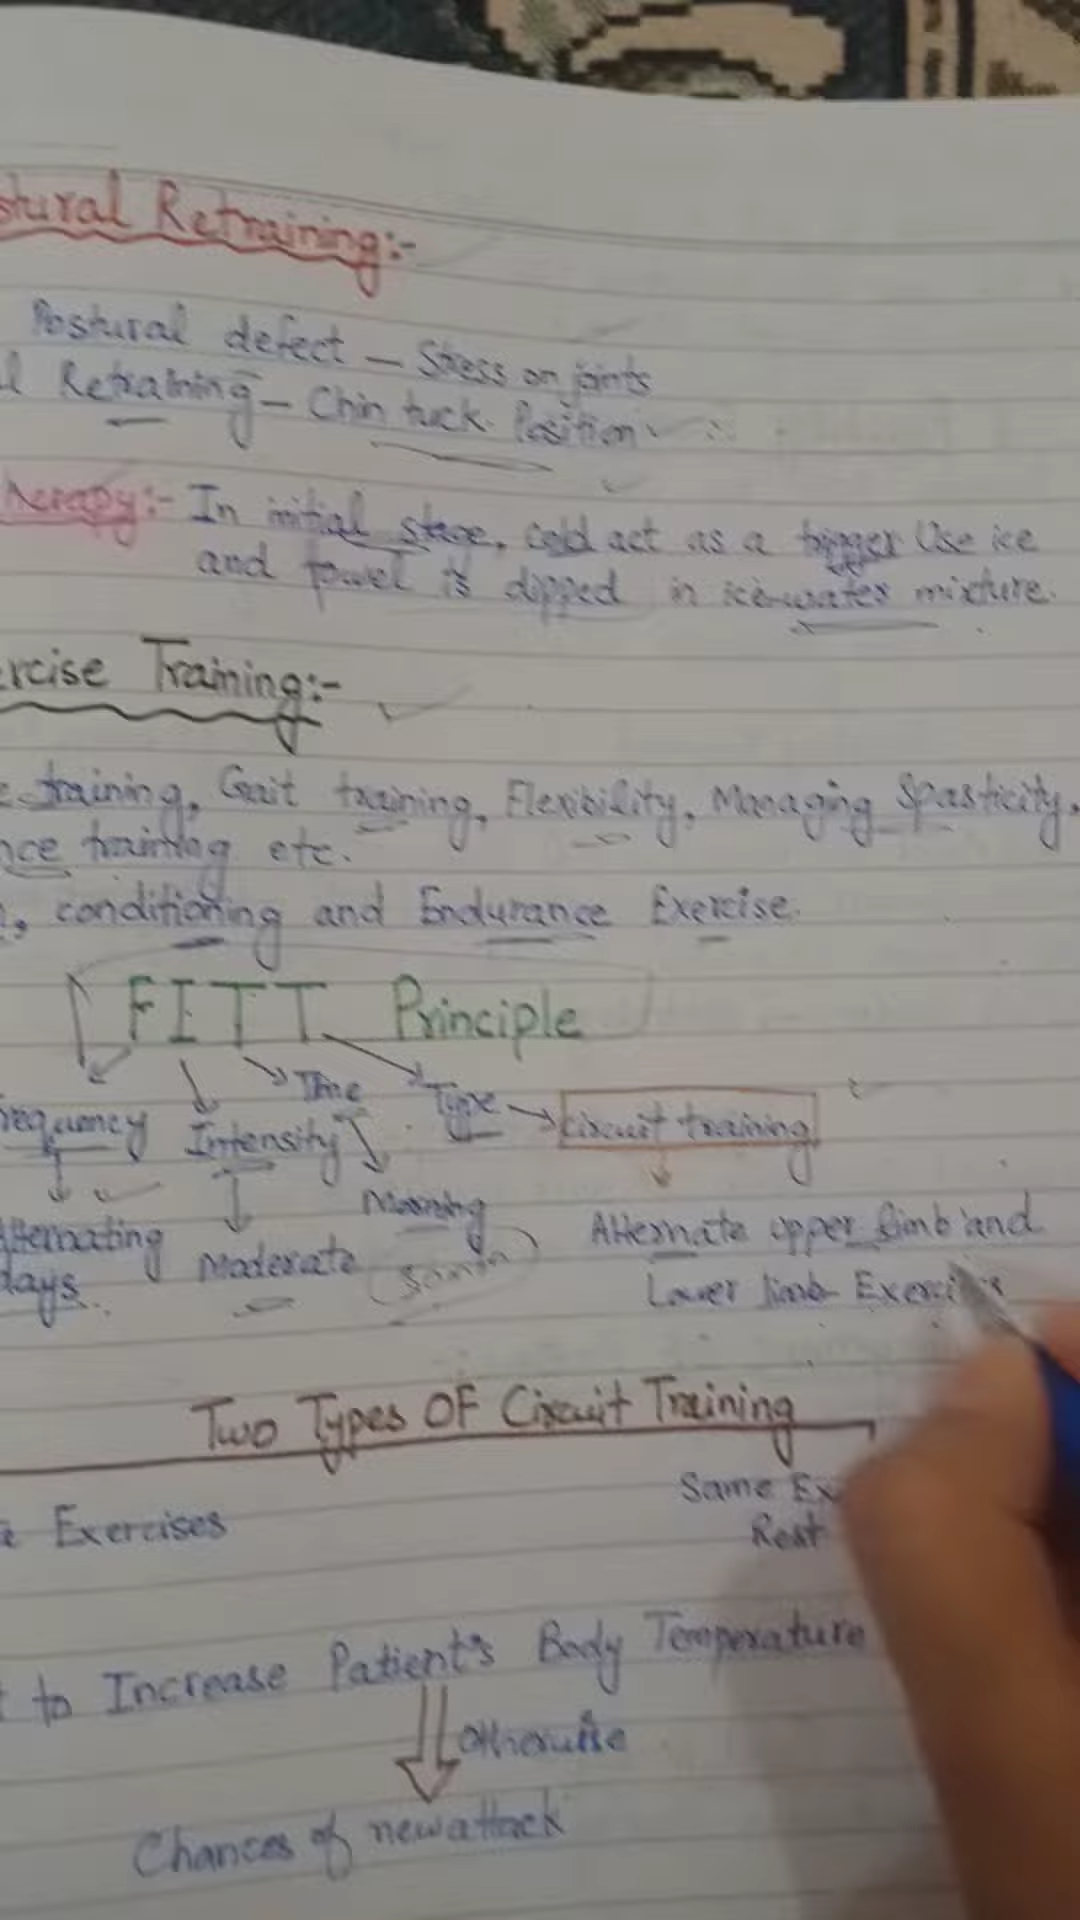 stural Retraining:-
Postural defect - Stress on joints
l Retraining - Chin tuck Position
herapy:- In initial stage, Cold act as a trigger Use ice
and towel is dipped in ice-water mixture.
ercise Training:-
e training, Gait training, Flexibility, Managing Spasticity,
nce training etc.
, conditioning and Endurance Exercise.
FITT Principle
Time
Type
circuit training
requency
Intensity
Morning
Alternating
days.
Moderate
Alternate upper limb and
Lower limb Exercises
Two Types OF Circuit Training
Exercises
Same Ex
Rest
t to Increase Patient's Body Temperature
otherwise
Chances of new attack